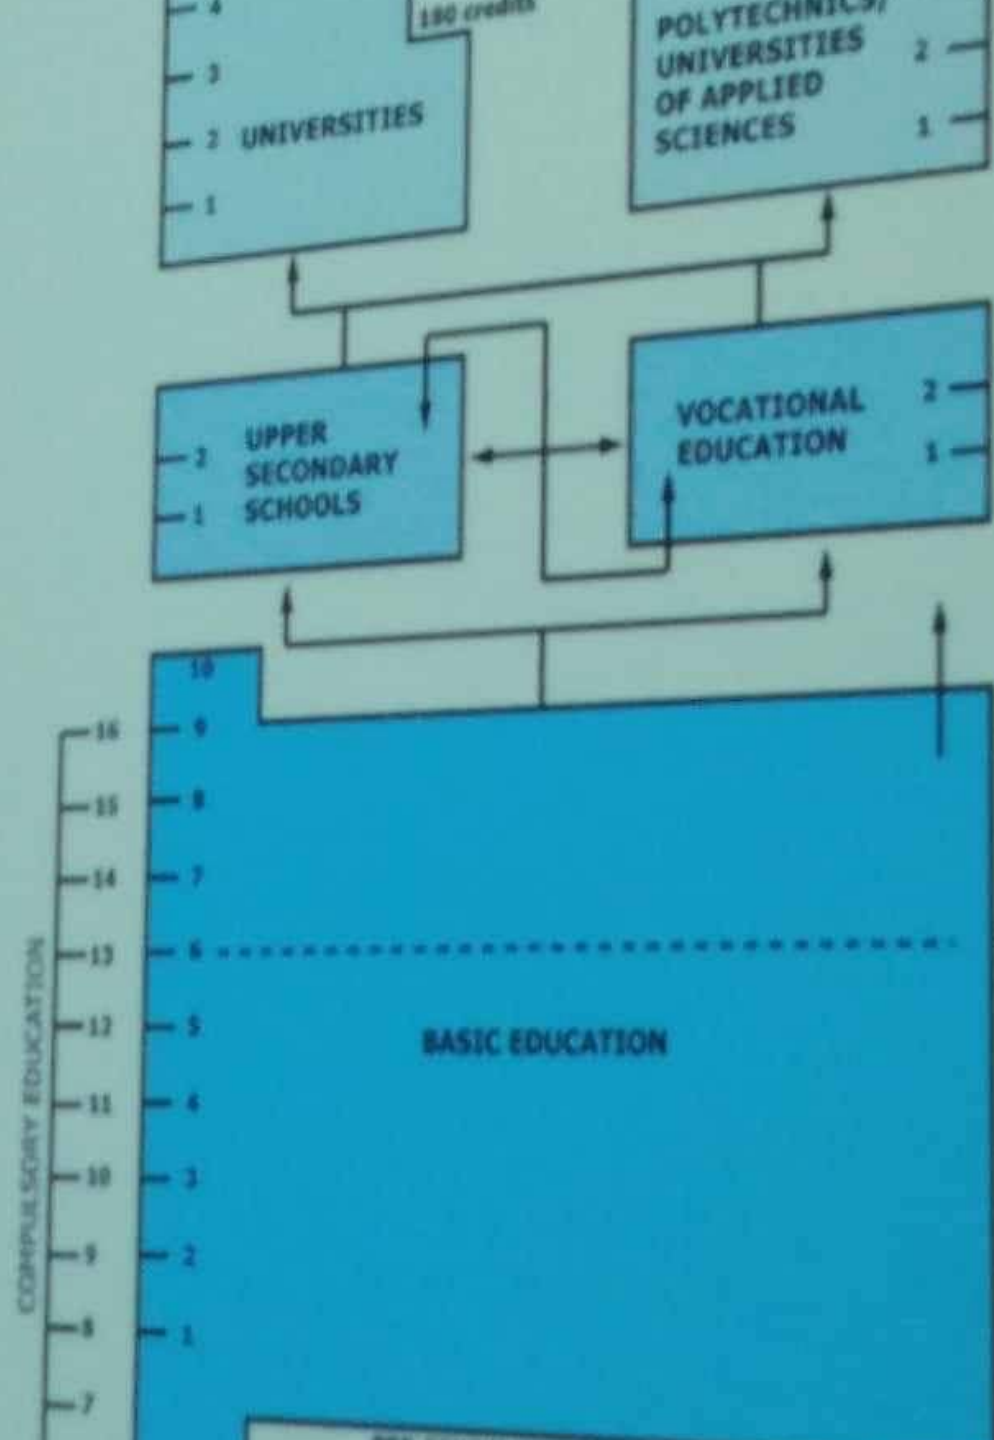 4
180 credits
3
2
1
UNIVERSITIES
POLYTECHNICS,
UNIVERSITIES
OF APPLIED
SCIENCES
2
1
2
1
UPPER
SECONDARY
SCHOOLS
VOCATIONAL
EDUCATION
2
1
COMPULSORY EDUCATION
16
15
14
13
12
11
10
9
8
7
10
9
8
7
6
5
4
3
2
1
BASIC EDUCATION